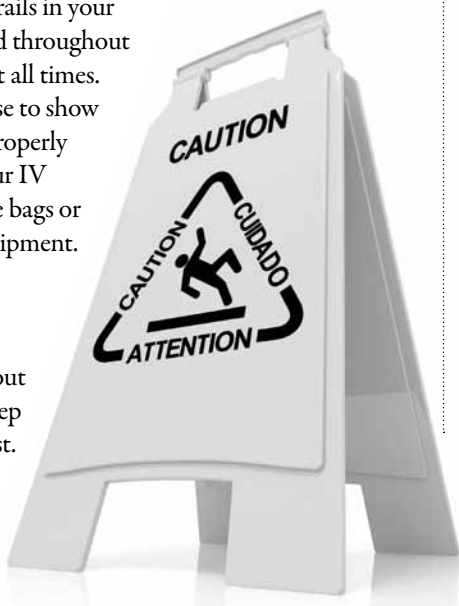 rails in your
throughout
t all times.
se to show
roperly
ur IV
e bags or
uipment.
out
ep
st.
CAUTION
CAUTION
CUIDADO
ATTENTION